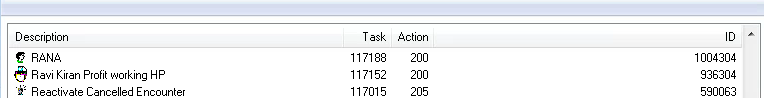 Description Task Action ID
RANA 117188 200 1004304
Ravi Kiran Profit working HP 117152 200 936304
Reactivate Cancelled Encounter 117015 205 590063